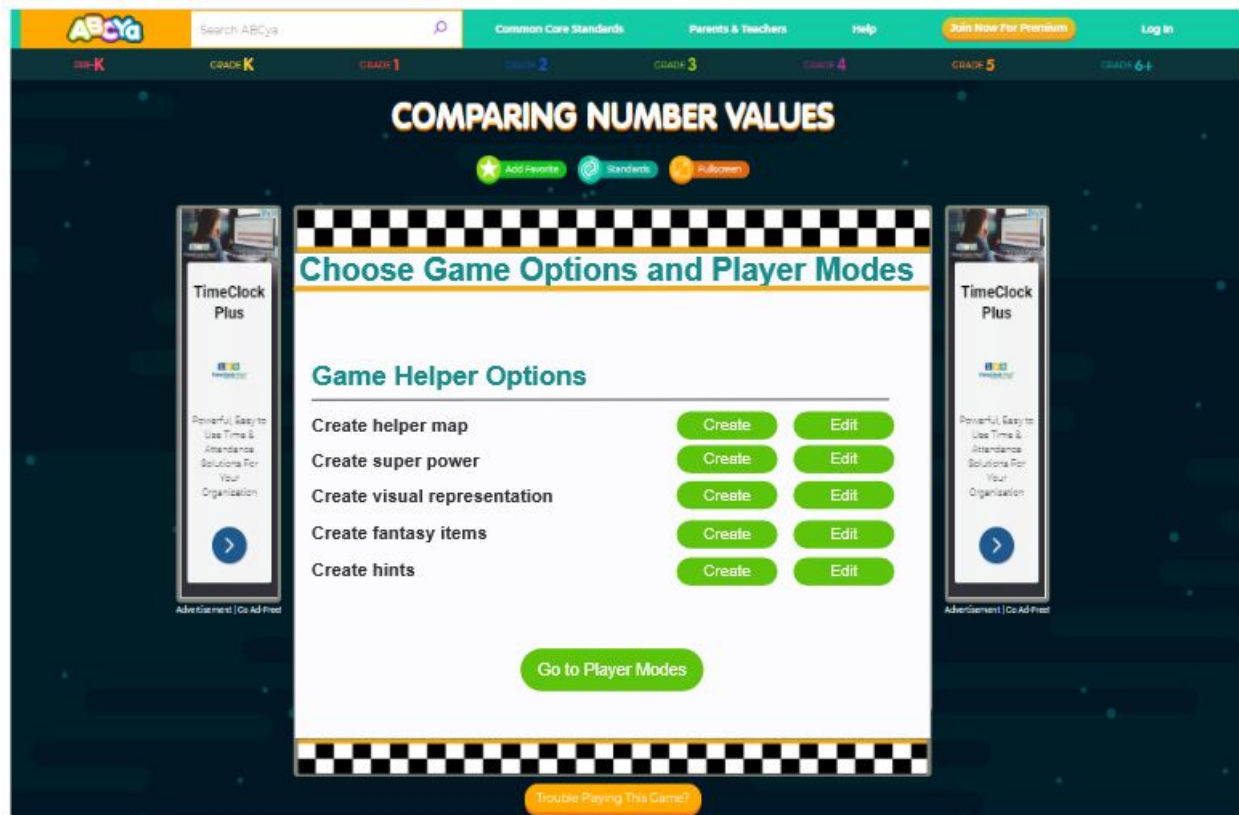 ABCYa
Search ABCya
Common Core Standards
Parents & Teachers
Help
Join Now For Premium
Log In
PRE-K
GRADE K
GRADE 1
GRADE 2
GRADE 3
GRADE 4
GRADE 5
GRADE 6+
COMPARING NUMBER VALUES
Add Favorite
Standards
Fullscreen
TimeClock
Plus
Powerful, Easy to
Use Time &
Attendance
Solutions For
Your
Organization
Advertisement | Go Ad-Free!
Choose Game Options and Player Modes
Game Helper Options
Create helper map
Create
Edit
Create super power
Create
Edit
Create visual representation
Create
Edit
Create fantasy items
Create
Edit
Create hints
Create
Edit
Go to Player Modes
TimeClock
Plus
Powerful, Easy to
Use Time &
Attendance
Solutions For
Your
Organization
Advertisement | Go Ad-Free!
Trouble Playing This Game?